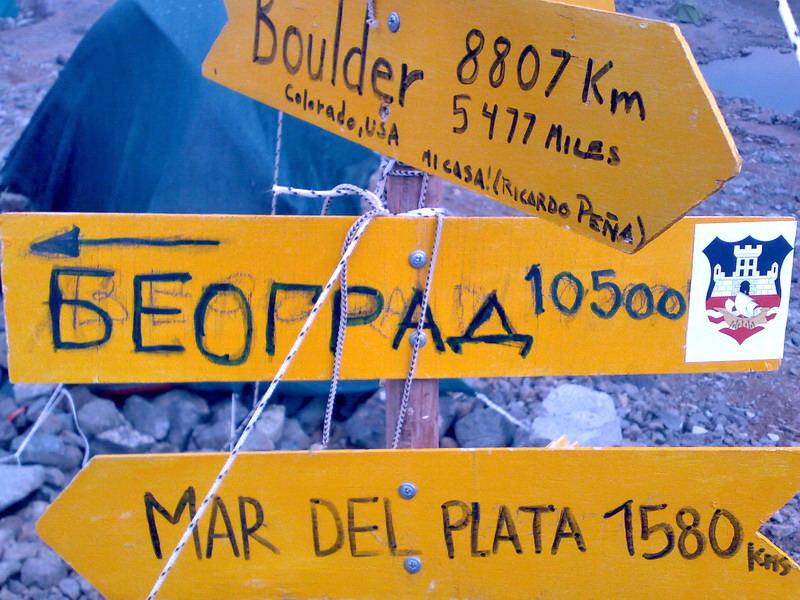 Boulder 8807 Km
Colorado, USA 5477 MILES
MI CASA! (RICARDO PEÑA)
БЕОГРАД 10500
MAR DEL PLATA 1580 Kms